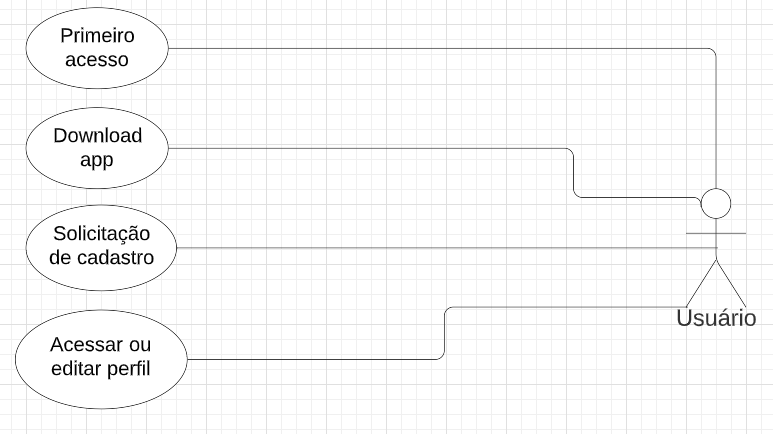 Primeiro
acesso
Download
app
Solicitação
de cadastro
Acessar ou
editar perfil
Usuário